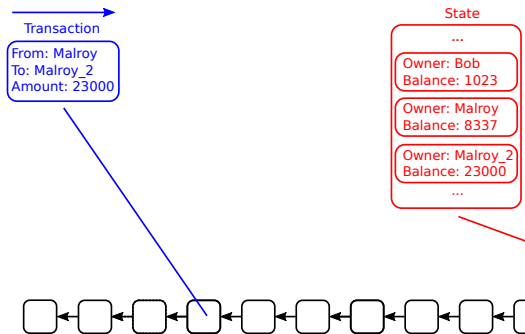 Transaction
From: Malroy
To: Malroy_2
Amount: 23000
State
...
Owner: Bob
Balance: 1023
Owner: Malroy
Balance: 8337
Owner: Malroy_2
Balance: 23000
...